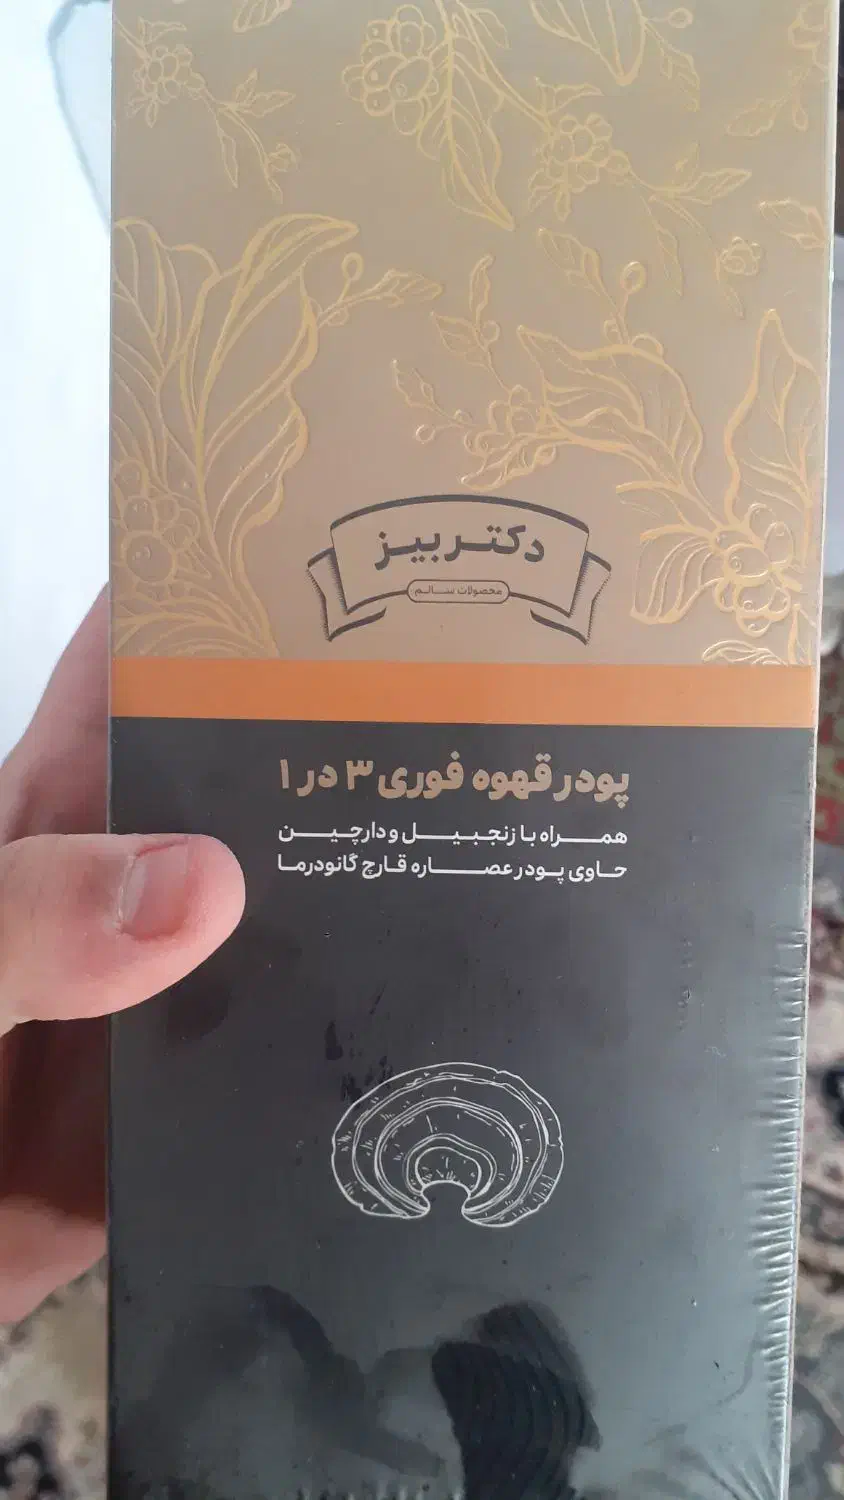 دکتر بیز
محصولات سالم
پودر قهوه فوری ۳ در ۱
همراه با زنجبیل و دارچین
حاوی پودر عصاره قارچ گانودرما